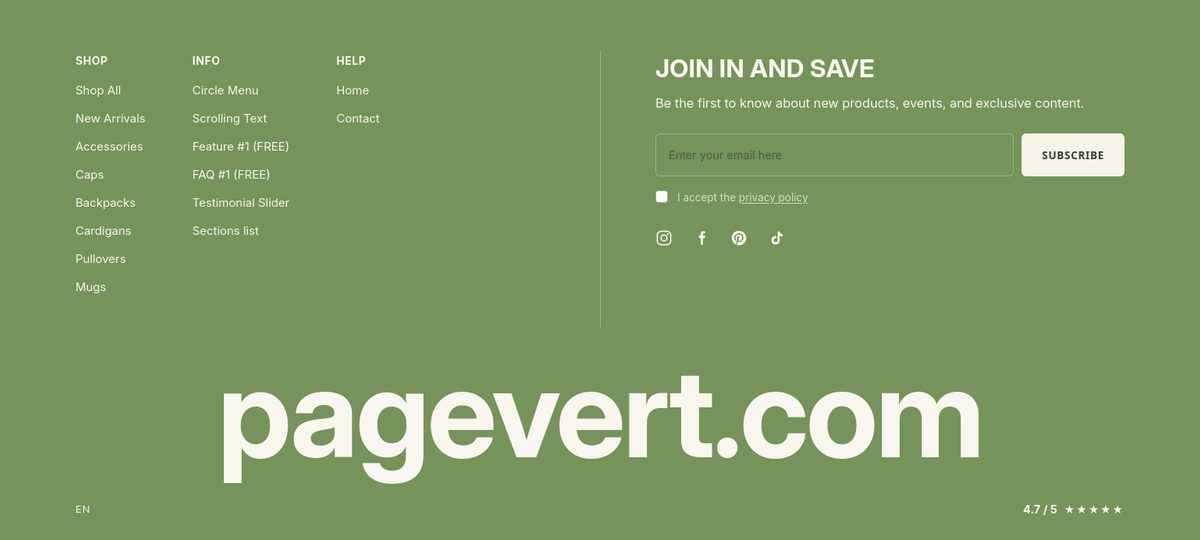 SHOP
Shop All
New Arrivals
Accessories
Caps
Backpacks
Cardigans
Pullovers
Mugs
INFO
Circle Menu
Scrolling Text
Feature #1 (FREE)
FAQ #1 (FREE)
Testimonial Slider
Sections list
HELP
Home
Contact
JOIN IN AND SAVE
Be the first to know about new products, events, and exclusive content.
Enter your email here
SUBSCRIBE
I accept the privacy policy
pagevert.com
EN
4.7 / 5 ★★★★★